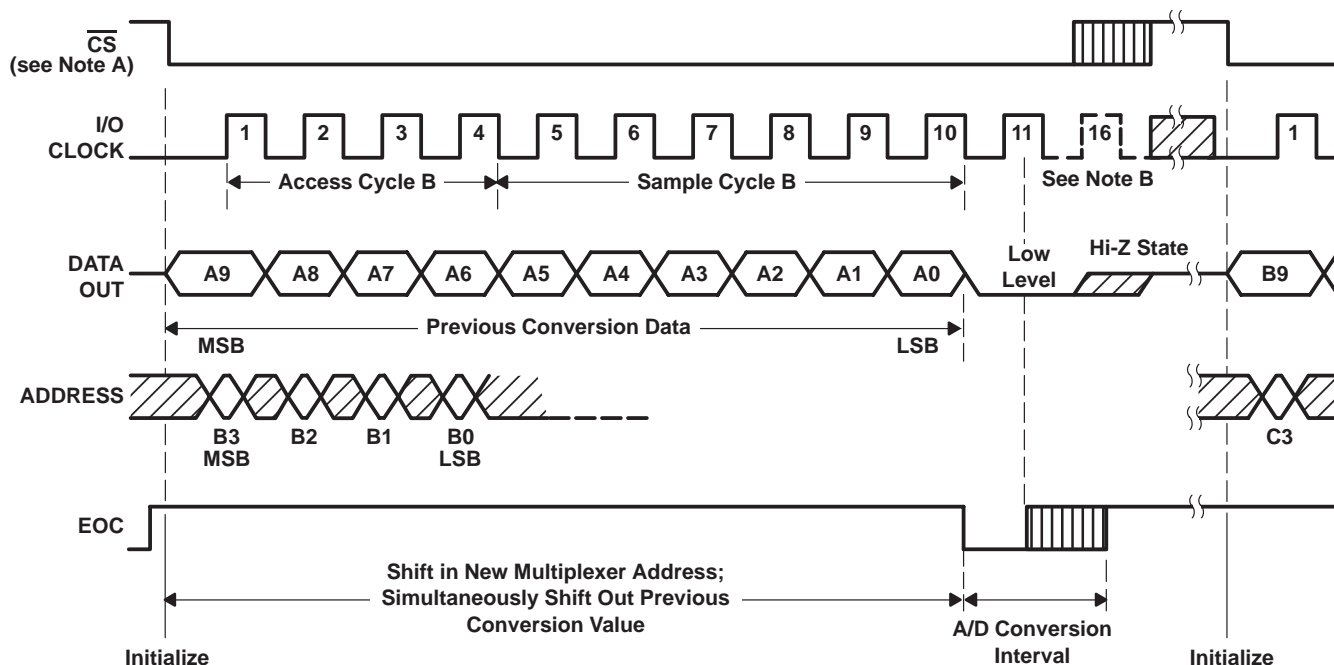 CS
(see Note A)
I/O
CLOCK
1 2 3 4 5 6 7 8 9 10 11 16 1
Access Cycle B
Sample Cycle B
See Note B
DATA
OUT
A9 A8 A7 A6 A5 A4 A3 A2 A1 A0
Low
Level
Hi-Z State
B9
Previous Conversion Data
MSB
LSB
ADDRESS
B3 B2 B1 B0
MSB
LSB
C3
EOC
Shift in New Multiplexer Address;
Simultaneously Shift Out Previous
Conversion Value
A/D Conversion
Interval
Initialize
Initialize